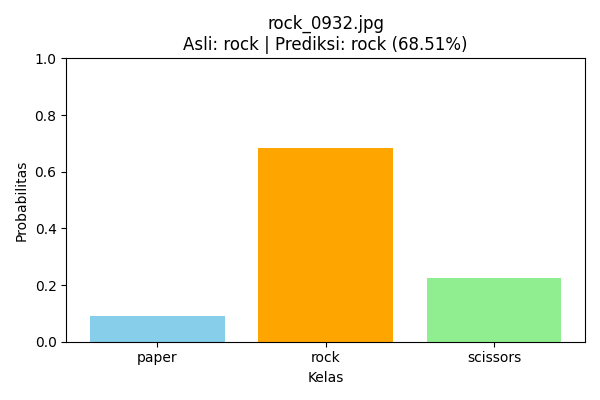 rock_0932.jpg
Asli: rock | Prediksi: rock (68.51%)
1.0
0.8
0.6
0.4
0.2
0.0
Probabilitas
paper rock scissors
Kelas